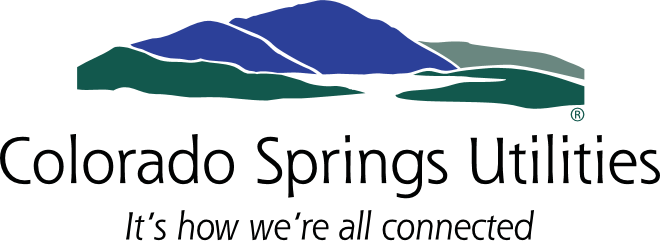 ®
Colorado Springs Utilities
It's how we're all connected